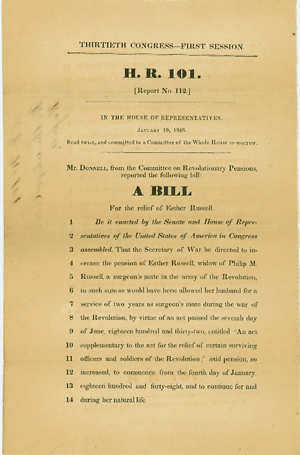 THIRTIETH CONGRESS—FIRST SESSION.
H. R. 101.
[Report No. 112.]
IN THE HOUSE OF REPRESENTATIVES.
JANUARY 19, 1848.
Read twice, and committed to a Committee of the Whole House to-morrow.
Mr. DONNELL, from the Committee on Revolutionary Pensions,
reported the following bill:
A BILL
For the relief of Esther Russell.
1 Be it enacted by the Senate and House of Repre-
2 sentatives of the United States of America in Congress
3 assembled, That the Secretary of War be directed to in-
4 crease the pension of Esther Russell, widow of Philip M.
5 Russell, a surgeon's mate in the army of the Revolution,
6 to such sum as would have been allowed her husband for a
7 service of two years as surgeon's mate during the war of
8 the Revolution, by virtue of an act passed the seventh day
9 of June, eighteen hundred and thirty-two, entitled "An act
10 supplementary to the act for the relief of certain surviving
11 officers and soldiers of the Revolution;" said pension, so
12 increased, to commence from the fourth day of January,
13 eighteen hundred and forty-eight, and to continue for and
14 during her natural life.